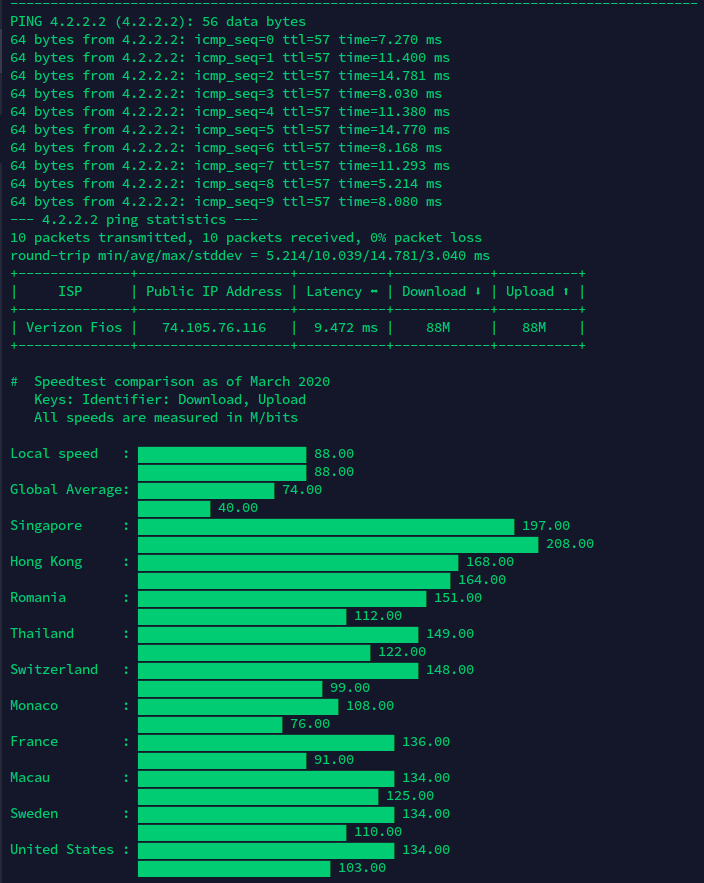 PING 4.2.2.2 (4.2.2.2): 56 data bytes
64 bytes from 4.2.2.2: icmp_seq=0 ttl=57 time=7.270 ms
64 bytes from 4.2.2.2: icmp_seq=1 ttl=57 time=11.400 ms
64 bytes from 4.2.2.2: icmp_seq=2 ttl=57 time=14.781 ms
64 bytes from 4.2.2.2: icmp_seq=3 ttl=57 time=8.030 ms
64 bytes from 4.2.2.2: icmp_seq=4 ttl=57 time=11.380 ms
64 bytes from 4.2.2.2: icmp_seq=5 ttl=57 time=14.770 ms
64 bytes from 4.2.2.2: icmp_seq=6 ttl=57 time=8.168 ms
64 bytes from 4.2.2.2: icmp_seq=7 ttl=57 time=11.293 ms
64 bytes from 4.2.2.2: icmp_seq=8 ttl=57 time=5.214 ms
64 bytes from 4.2.2.2: icmp_seq=9 ttl=57 time=8.080 ms
--- 4.2.2.2 ping statistics ---
10 packets transmitted, 10 packets received, 0% packet loss
round-trip min/avg/max/stddev = 5.214/10.039/14.781/3.040 ms
+--------------+--------------------+-----------+------------+----------+
| ISP | Public IP Address | Latency ↔ | Download ⬇ | Upload ⬆ |
+--------------+--------------------+-----------+------------+----------+
| Verizon Fios | 74.105.76.116 | 9.472 ms | 88M | 88M |
+--------------+--------------------+-----------+------------+----------+
# Speedtest comparison as of March 2020
Keys: Identifier: Download, Upload
All speeds are measured in M/bits
Local speed : 88.00
88.00
Global Average: 74.00
40.00
Singapore : 197.00
208.00
Hong Kong : 168.00
164.00
Romania : 151.00
112.00
Thailand : 149.00
122.00
Switzerland : 148.00
99.00
Monaco : 108.00
76.00
France : 136.00
91.00
Macau : 134.00
125.00
Sweden : 134.00
110.00
United States : 134.00
103.00